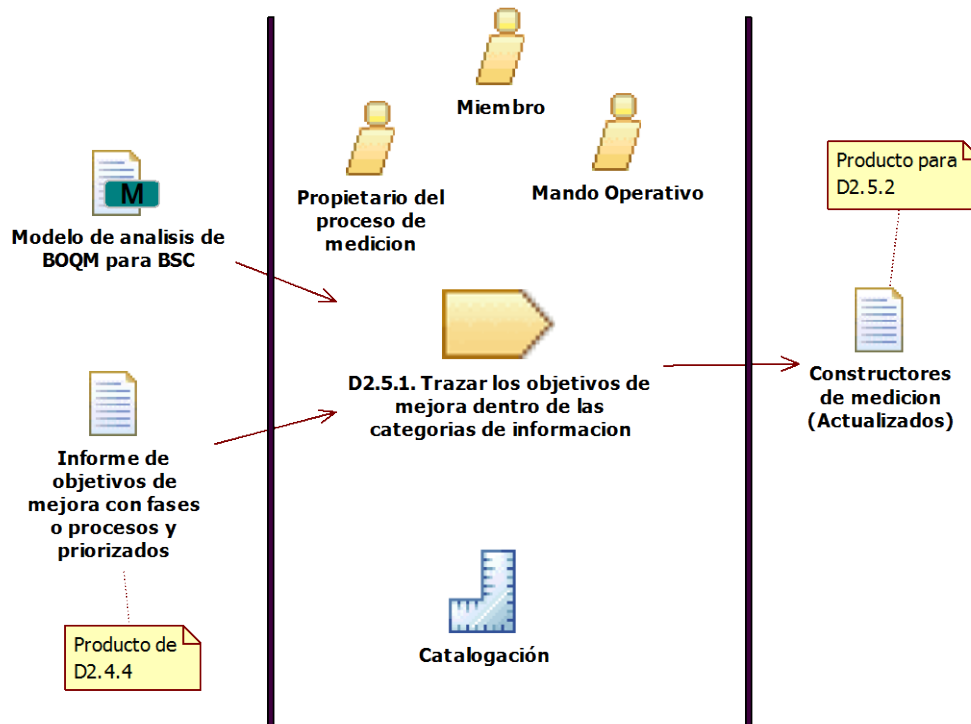 Miembro
Propietario del
proceso de
medicion
Mando Operativo
Producto para
D2.5.2
M
Modelo de analisis de
BOQM para BSC
D2.5.1. Trazar los objetivos de
mejora dentro de las
categorias de informacion
Constructores
de medicion
(Actualizados)
Informe de
objetivos de
mejora con fases
o procesos y
priorizados
Producto de
D2.4.4
Catalogación